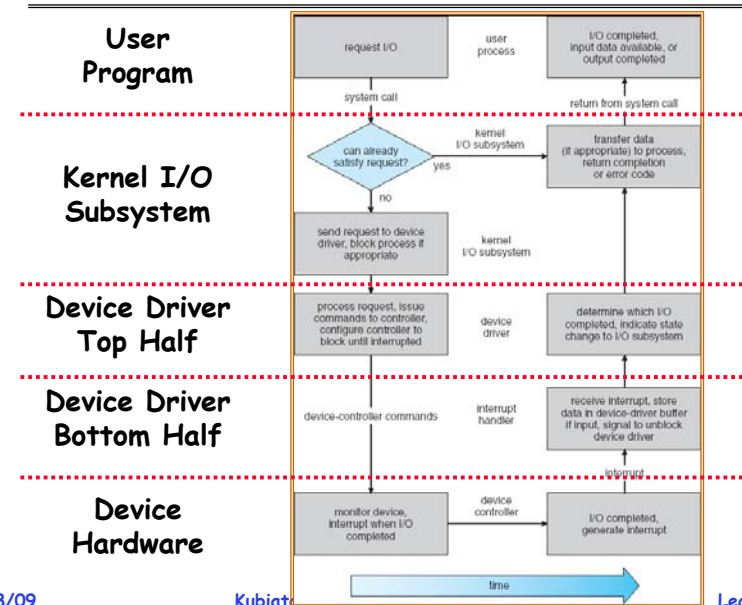 User
Program
request I/O
user
process
I/O completed,
input data available, or
output completed
system call
return from system call
Kernel I/O
Subsystem
can already
satisfy request?
yes
no
kernel
I/O subsystem
transfer data
(if appropriate) to process,
return completion
or error code
send request to device
driver, block process if
appropriate
kernel
I/O subsystem
Device Driver
Top Half
process request, issue
commands to controller,
configure controller to
block until interrupted
device
driver
determine which I/O
completed, indicate state
change to I/O subsystem
Device Driver
Bottom Half
device-controller commands
interrupt
handler
receive interrupt, store
data in device-driver buffer
if input, signal to unblock
device driver
interrupt
Device
Hardware
monitor device,
interrupt when I/O
completed
device
controller
I/O completed,
generate interrupt
time
/09